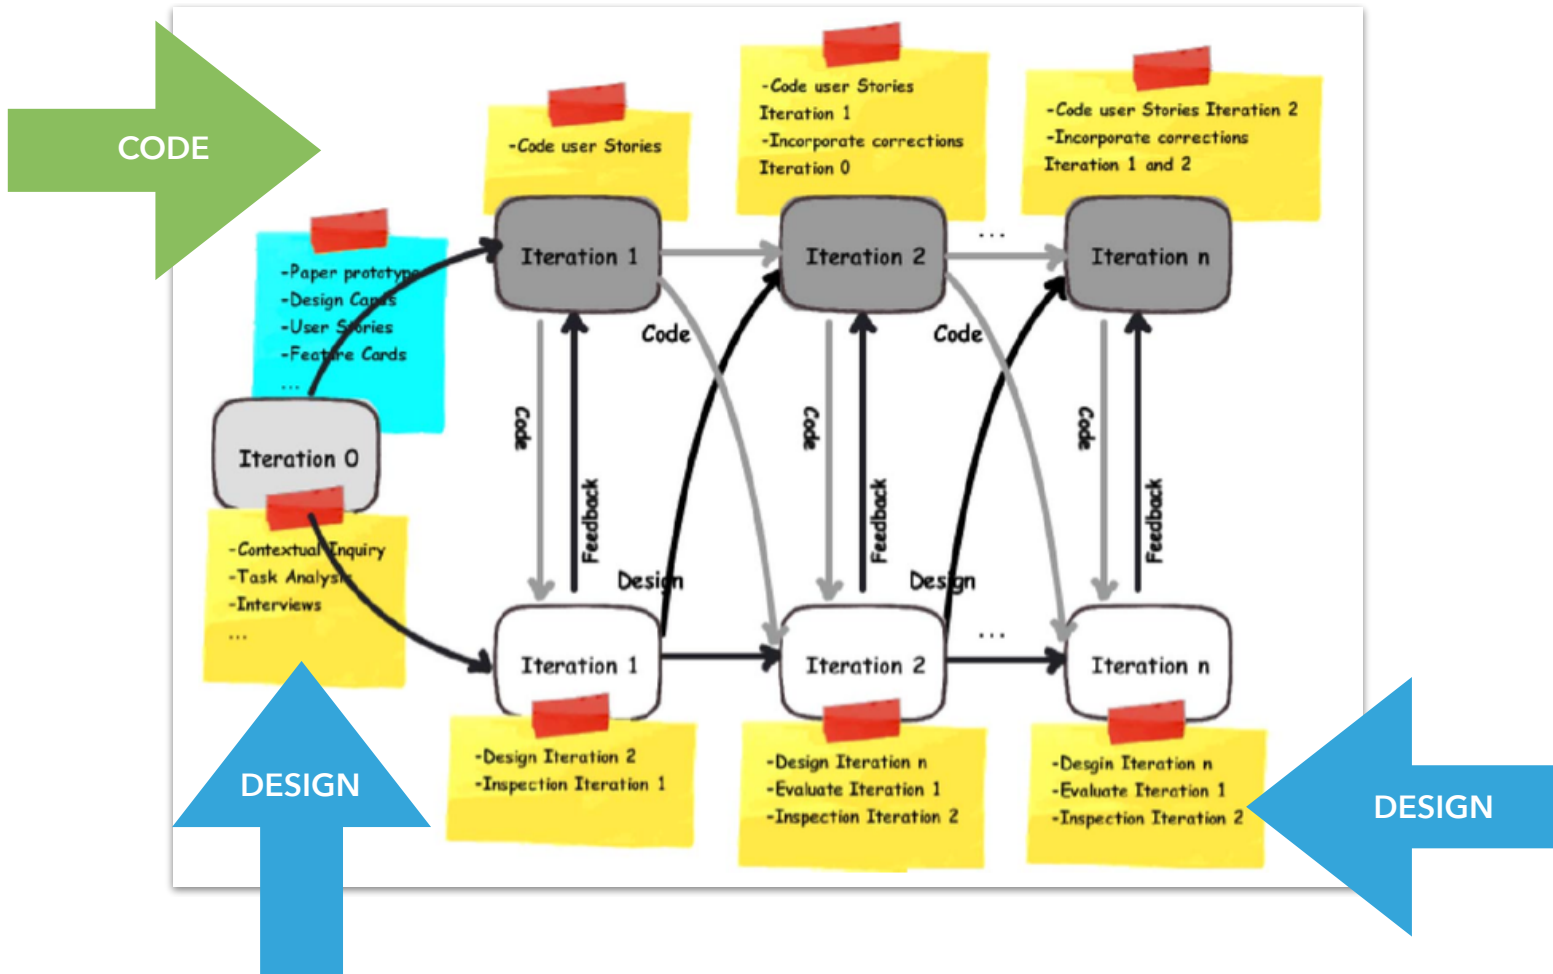 CODE
-Code user Stories
-Code user Stories
Iteration 1
-Incorporate corrections
Iteration 0
-Code user Stories Iteration 2
-Incorporate corrections
Iteration 1 and 2
-Paper prototype
-Design Cards
-User Stories
-Feature Cards
...
Iteration 1
Iteration 2
...
Iteration n
Code
Code
Code
Feedback
Code
Feedback
Code
Feedback
Iteration 0
-Contextual Inquiry
-Task Analysis
-Interviews
...
Design
Design
Iteration 1
Iteration 2
...
Iteration n
-Design Iteration 2
-Inspection Iteration 1
-Design Iteration n
-Evaluate Iteration 1
-Inspection Iteration 2
-Desgin Iteration n
-Evaluate Iteration 1
-Inspection Iteration 2
DESIGN
DESIGN